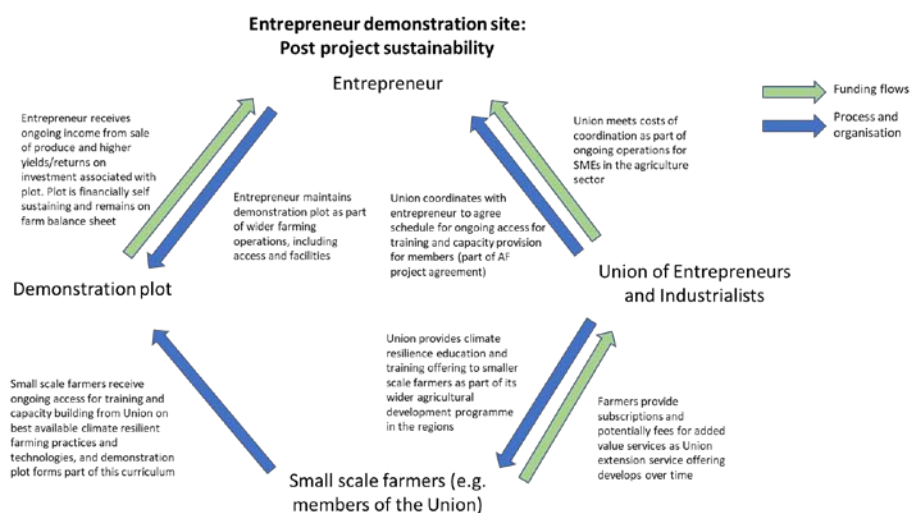 Entrepreneur demonstration site:
Post project sustainability
Entrepreneur
Funding flows
Process and
organisation
Entrepreneur receives
ongoing income from sale
of produce and higher
yields/returns on
investment associated with
plot. Plot is financially self
sustaining and remains on
farm balance sheet
Entrepreneur maintains
demonstration plot as part
of wider farming
operations, including
access and facilities
Union coordinates with
entrepreneur to agree
schedule for ongoing access for
training and capacity provision
for members (part of AF
project agreement)
Union meets costs of
coordination as part of
ongoing operations for
SMEs in the agriculture
sector
Demonstration plot
Union of Entrepreneurs
and Industrialists
Small scale farmers receive
ongoing access for training and
capacity building from Union on
best available climate resilient
farming practices and
technologies, and demonstration
plot forms part of this curriculum
Union provides climate
resilience education and
training offering to smaller
scale farmers as part of its
wider agricultural
development programme
in the regions
Farmers provide
subscriptions and
potentially fees for added
value services as Union
extension service offering
develops over time
Small scale farmers (e.g.
members of the Union)